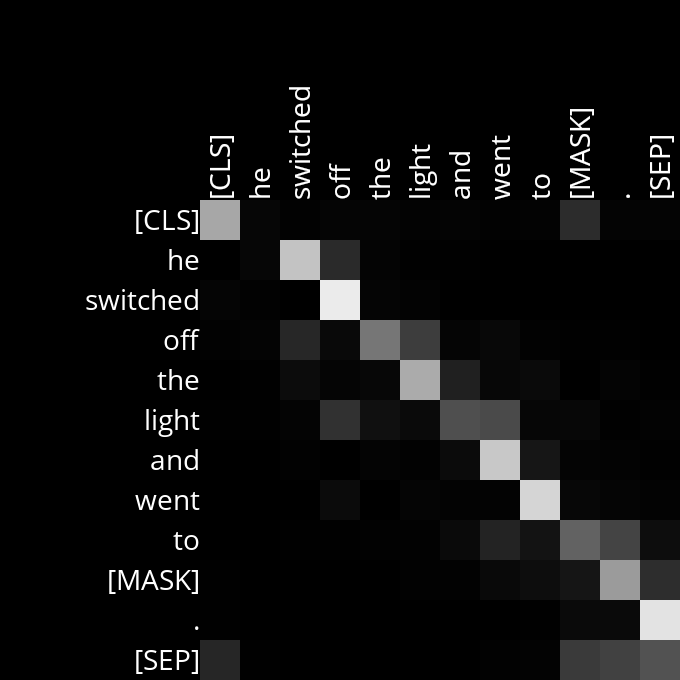 [CLS] he switched off the light and went to [MASK] . [SEP]
[CLS]
he
switched
off
the
light
and
went
to
[MASK]
.
[SEP]